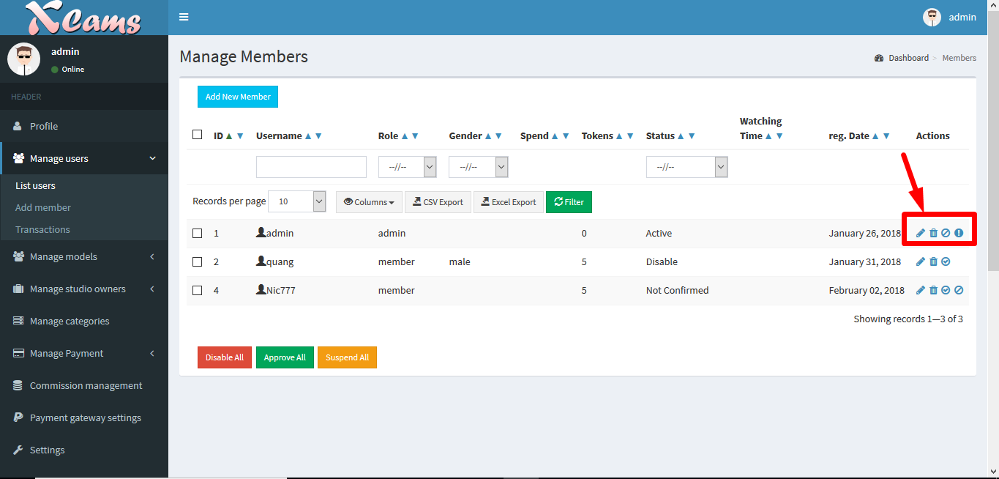 XCams
admin
admin
Online
HEADER
Profile
Manage users
List users
Add member
Transactions
Manage models
Manage studio owners
Manage categories
Manage Payment
Commission management
Payment gateway settings
Settings
Manage Members
Dashboard > Members
Add New Member
ID Username Role Gender Spend Tokens Status Watching Time reg. Date Actions
--//-- --//-- --//--
Records per page 10 Columns CSV Export Excel Export Filter
1 admin admin 0 Active January 26, 2018
2 quang member male 5 Disable January 31, 2018
4 Nic777 member 5 Not Confirmed February 02, 2018
Showing records 1—3 of 3
Disable All Approve All Suspend All